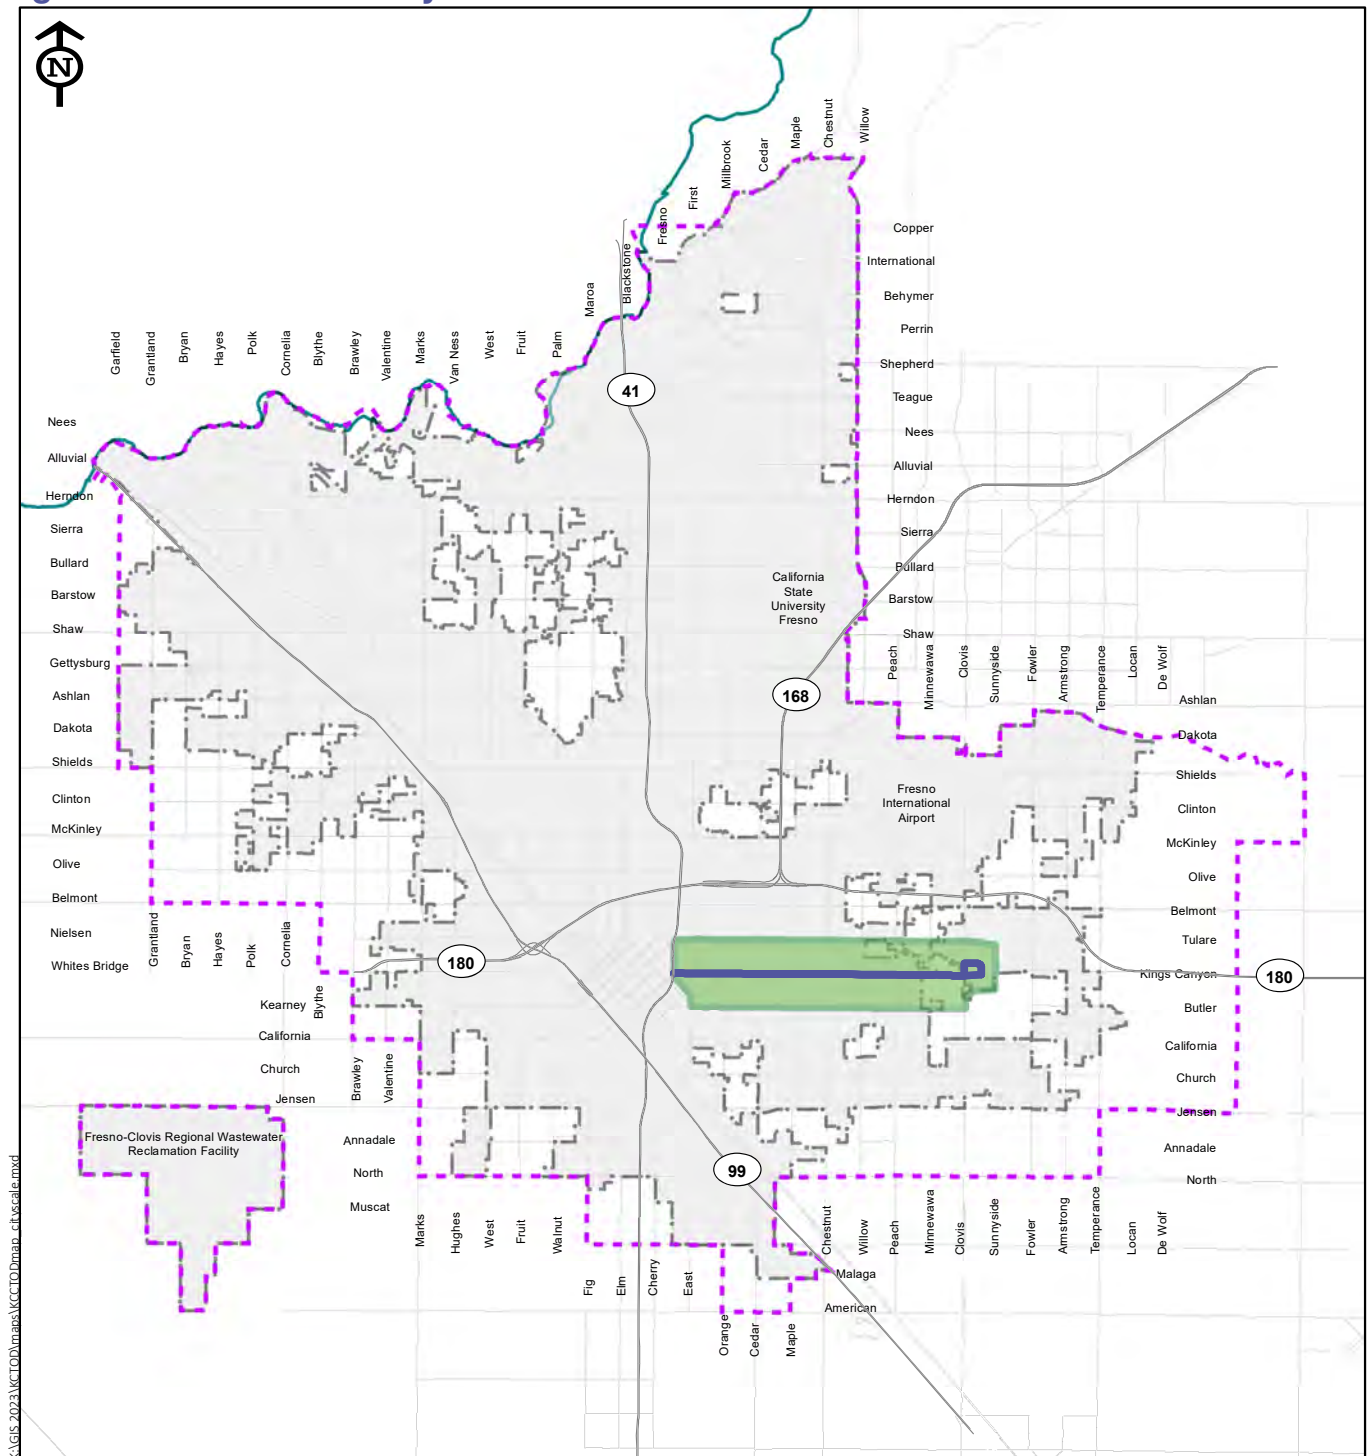 N
Willow
Chestnut
Maple
Cedar
Millbrook
First
Fresno
Blackstone
Maroa
Copper
International
Behymer
Perrin
Shepherd
Teague
Nees
Alluvial
Herndon
Sierra
Bullard
Barstow
Shaw
Garfield
Grantland
Bryan
Hayes
Polk
Cornelia
Blythe
Brawley
Valentine
Marks
Van Ness
West
Fruit
Palm
41
Nees
Alluvial
Herndon
Sierra
Bullard
Barstow
Shaw
Gettysburg
Ashlan
Dakota
Shields
Clinton
McKinley
Olive
Belmont
Nielsen
Whites Bridge
California
State
University
Fresno
168
Peach
Minnewawa
Clovis
Sunnyside
Fowler
Armstrong
Temperance
Locan
De Wolf
Ashlan
Dakota
Shields
Clinton
McKinley
Olive
Belmont
Tulare
Kings Canyon
Butler
California
Church
Jensen
Annadale
North
Fresno
International
Airport
Grantland
Bryan
Hayes
Polk
Cornelia
Blythe
180
180
Kearney
California
Church
Jensen
Brawley
Valentine
Annadale
North
Muscat
Fresno-Clovis Regional Wastewater
Reclamation Facility
99
Marks
Hughes
West
Fruit
Walnut
Fig
Elm
Cherry
East
Orange
Cedar
Maple
Chestnut
Willow
Peach
Minnewawa
Clovis
Sunnyside
Fowler
Armstrong
Temperance
Locan
De Wolf
Malaga
American